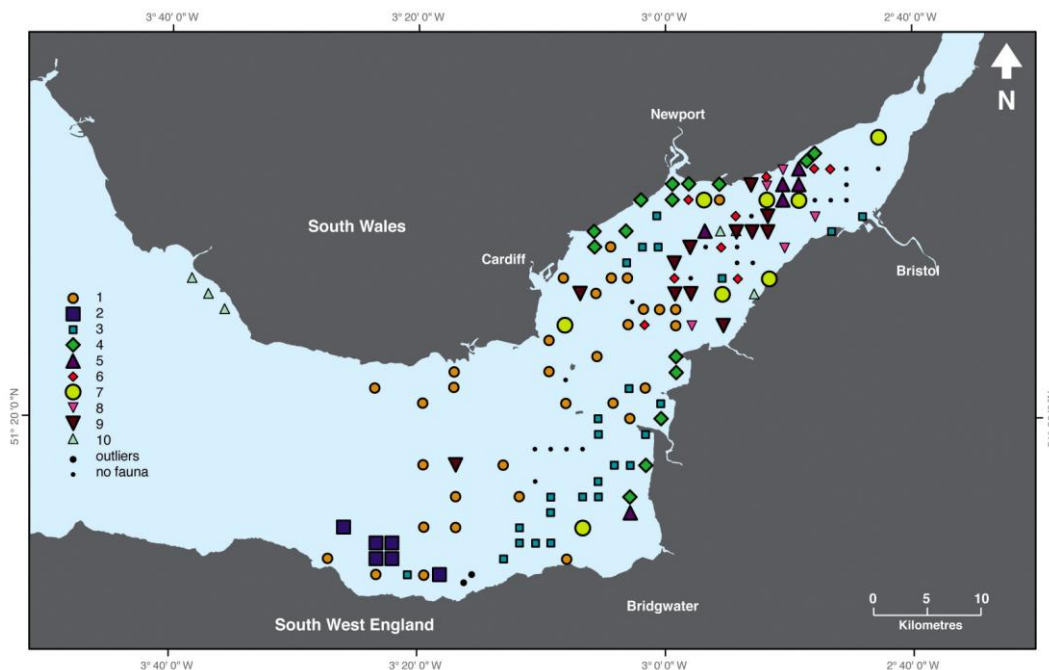 3° 40' 0" W
3° 20' 0" W
3° 0' 0" W
2° 40' 0" W
N
Newport
South Wales
Cardiff
Bristol
1
2
3
4
5
6
7
8
9
10
outliers
no fauna
51° 20' 0" N
0 5 10
Kilometres
Bridgwater
South West England
3° 40' 0" W
3° 20' 0" W
3° 0' 0" W
2° 40' 0" W